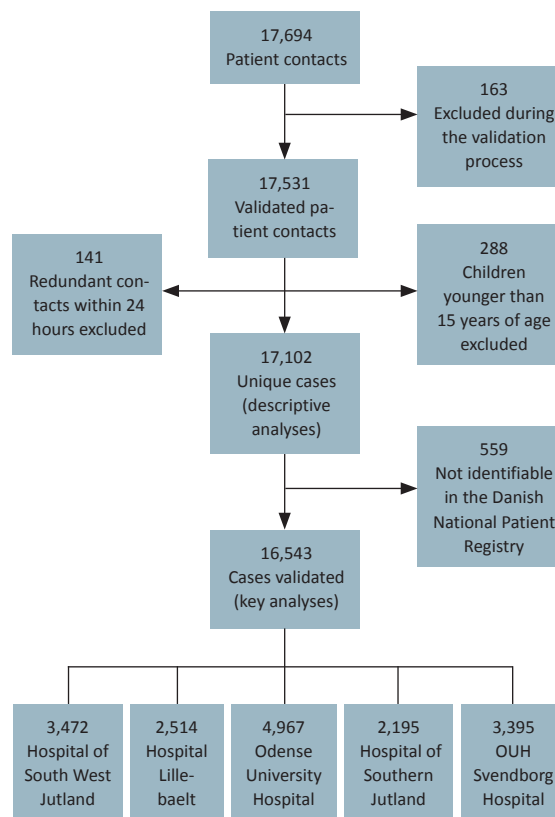 17,694
Patient contacts
163
Excluded during
the validation
process
17,531
Validated pa-
tient contacts
141
Redundant con-
tacts within 24
hours excluded
288
Children
younger than
15 years of age
excluded
17,102
Unique cases
(descriptive
analyses)
559
Not identifiable
in the Danish
National Patient
Registry
16,543
Cases validated
(key analyses)
3,472
Hospital of
South West
Jutland
2,514
Hospital
Lille-
baelt
4,967
Odense
University
Hospital
2,195
Hospital of
Southern
Jutland
3,395
OUH
Svendborg
Hospital